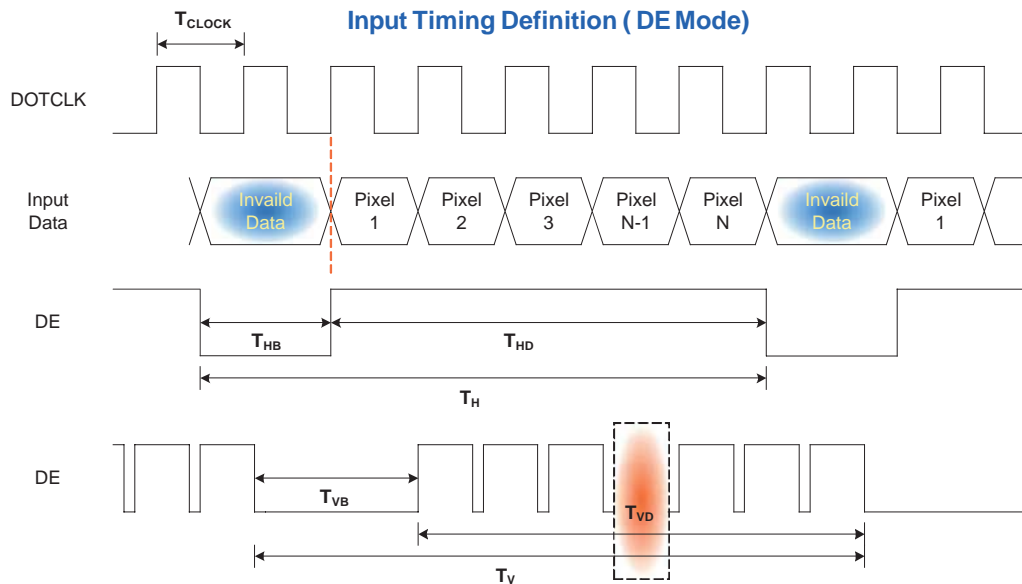 Input Timing Definition ( DE Mode)
TCLOCK
DOTCLK
Input
Data
Invaild
Data
Pixel
1
Pixel
2
Pixel
3
Pixel
N-1
Pixel
N
Invaild
Data
Pixel
1
DE
THB
THD
TH
DE
TVB
TVD
TV